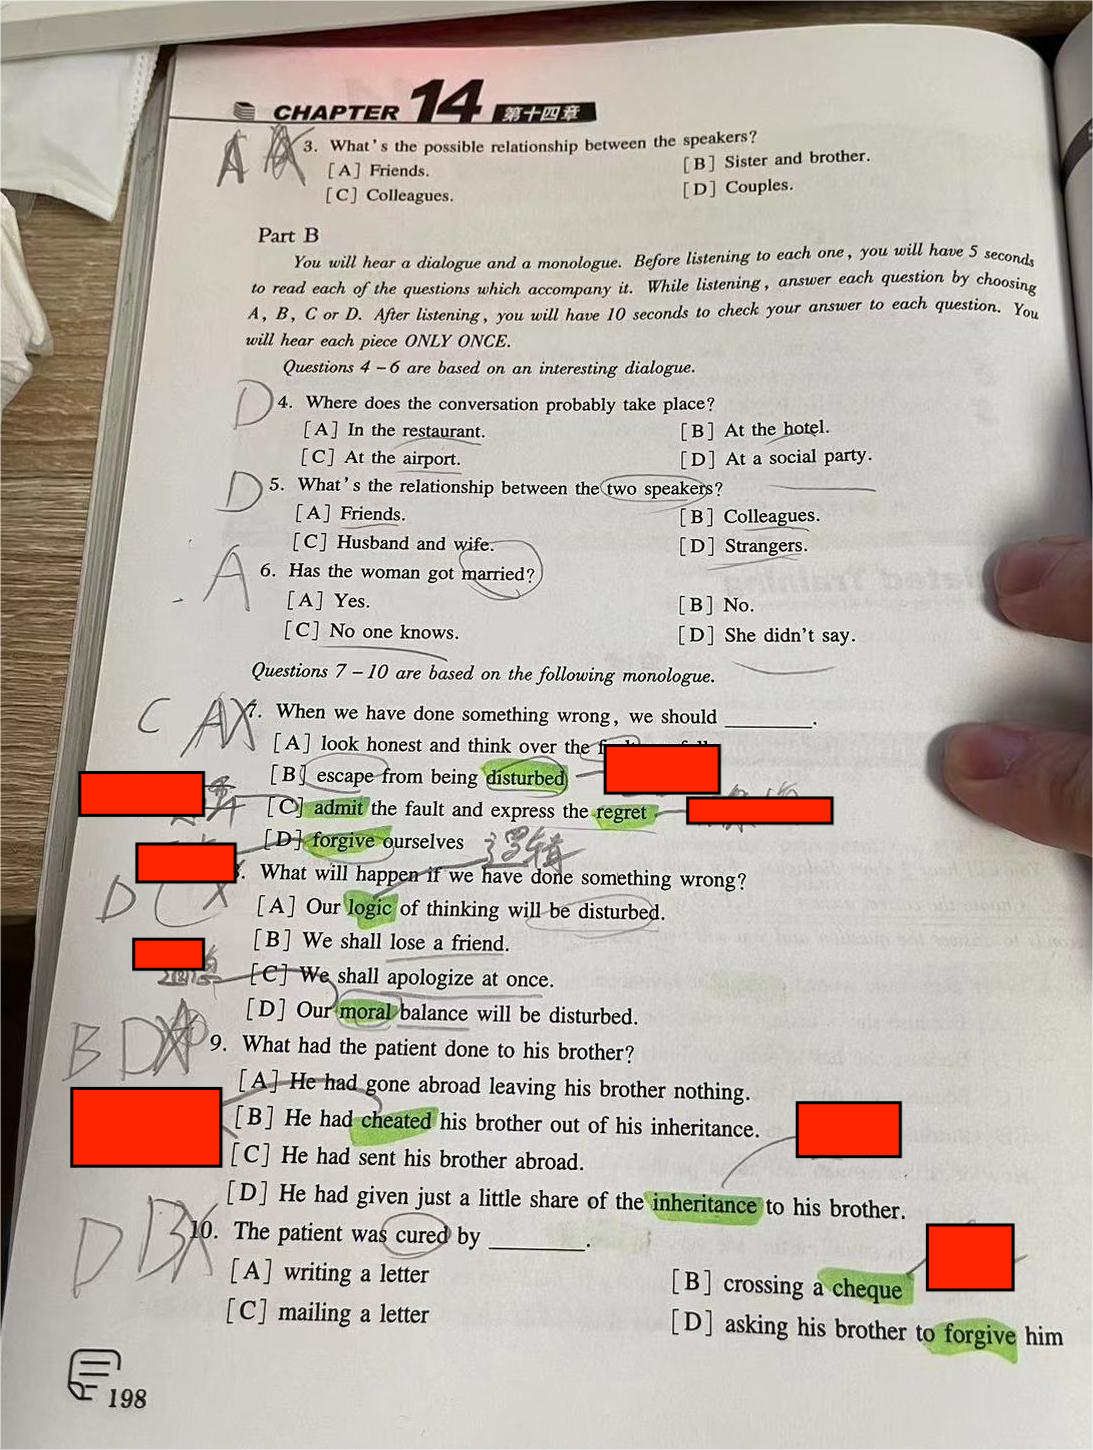 CHAPTER 14 第十四章
A A 3. What's the possible relationship between the speakers?
[A] Friends. [B] Sister and brother.
[C] Colleagues. [D] Couples.
Part B
You will hear a dialogue and a monologue. Before listening to each one, you will have 5 seconds
to read each of the questions which accompany it. While listening, answer each question by choosing
A, B, C or D. After listening, you will have 10 seconds to check your answer to each question. You
will hear each piece ONLY ONCE.
Questions 4-6 are based on an interesting dialogue.
D 4. Where does the conversation probably take place?
[A] In the restaurant. [B] At the hotel.
[C] At the airport. [D] At a social party.
D 5. What's the relationship between the two speakers?
[A] Friends. [B] Colleagues.
[C] Husband and wife. [D] Strangers.
A 6. Has the woman got married?
[A] Yes. [B] No.
[C] No one knows. [D] She didn't say.
Questions 7-10 are based on the following monologue.
C A 7. When we have done something wrong, we should ________.
[A] look honest and think over the
[B] escape from being disturbed
[C] admit the fault and express the regret
[D] forgive ourselves 逻辑
D C . What will happen if we have done something wrong?
[A] Our logic of thinking will be disturbed.
[B] We shall lose a friend.
[C] We shall apologize at once.
[D] Our moral balance will be disturbed.
B D 9. What had the patient done to his brother?
[A] He had gone abroad leaving his brother nothing.
[B] He had cheated his brother out of his inheritance.
[C] He had sent his brother abroad.
[D] He had given just a little share of the inheritance to his brother.
D B 10. The patient was cured by ________.
[A] writing a letter [B] crossing a cheque
[C] mailing a letter [D] asking his brother to forgive him
198